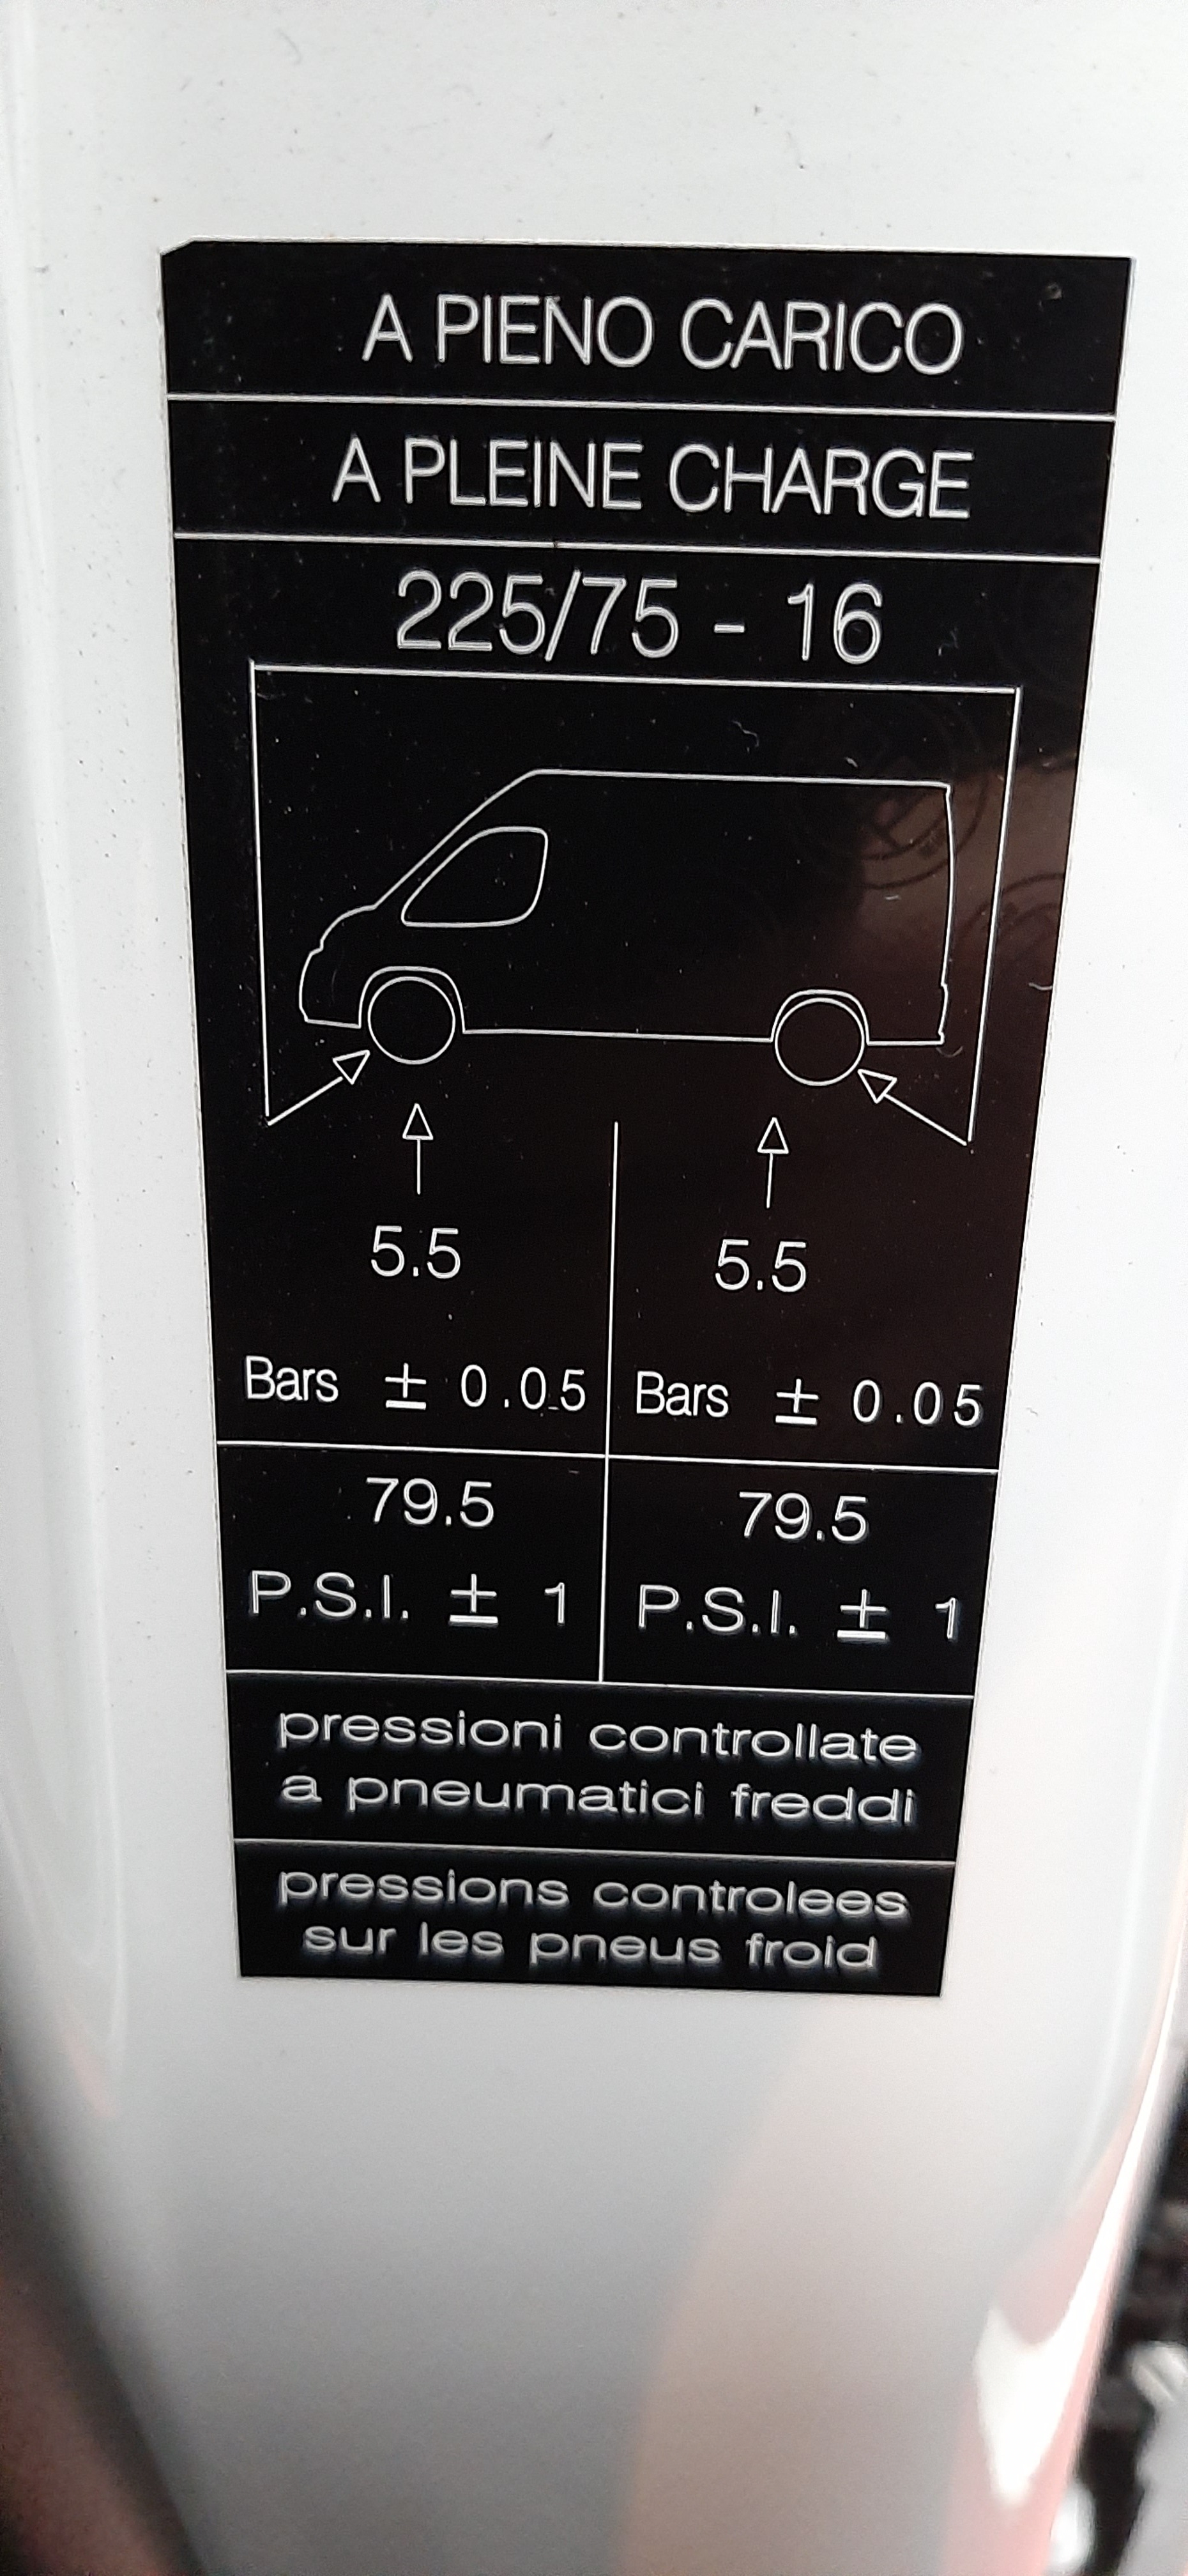 A PIENO CARICO
A PLEINE CHARGE
225/75 - 16
5.5 5.5
Bars ± 0.05 Bars ± 0.05
79.5 79.5
P.S.I. ± 1 P.S.I. ± 1
pressioni controllate
a pneumatici freddi
pressions controlees
sur les pneus froid